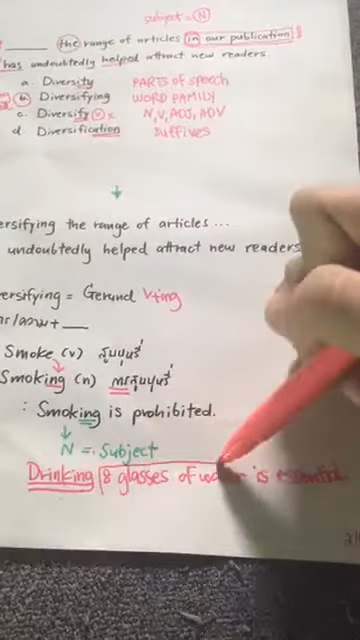 subject = N
____ the range of articles in our publication
has undoubtedly helped attract new readers.
a. Diversity PARTS of speech
b. Diversifying WORD FAMILY
c. Diversify v x N, V, ADJ, ADV
d. Diversification suffixes
ersifying the range of articles...
undoubtedly helped attract new readers
ersifying = Gerund Ving
Smoke (v) สูบบุหรี่
Smoking (n) การสูบบุหรี่
: Smoking is prohibited.
N = Subject
Drinking 8 glasses of water is essential